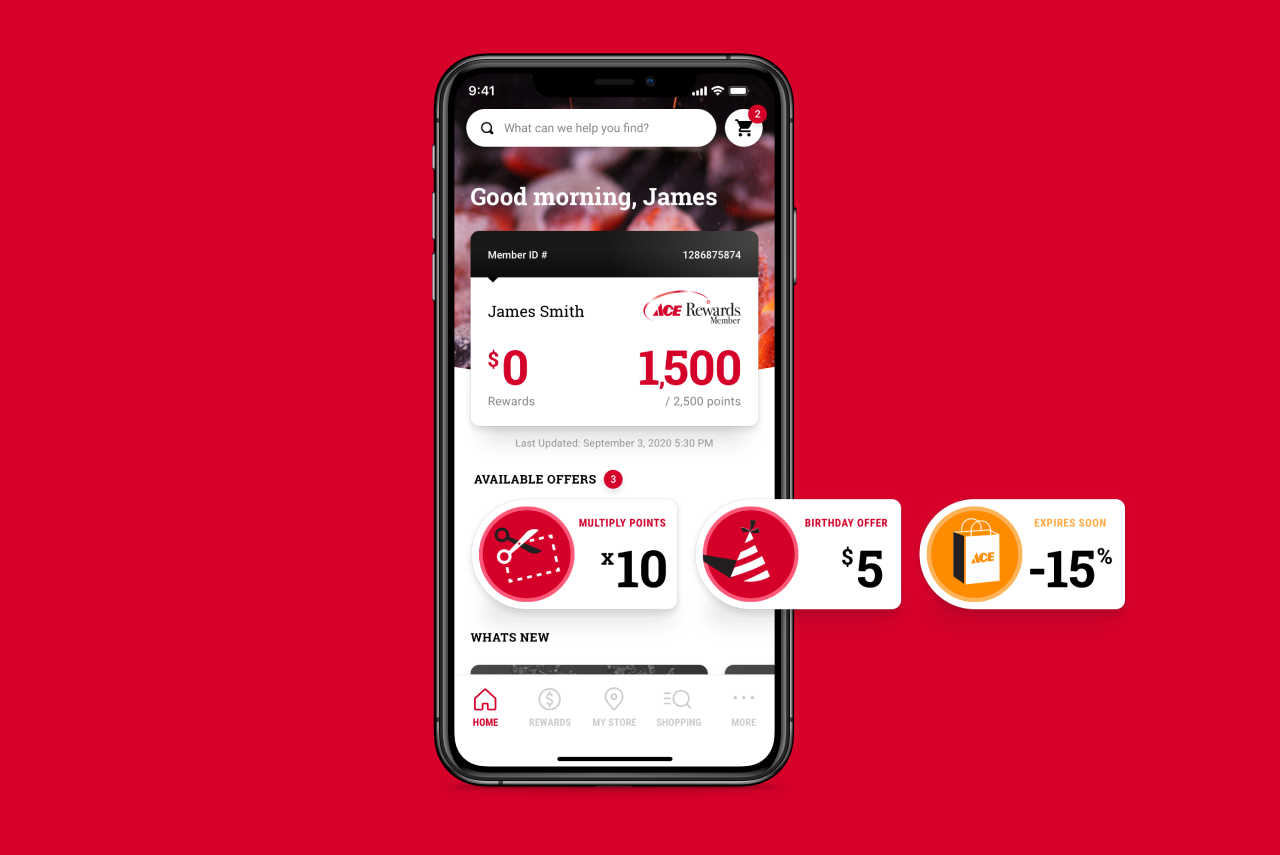 9:41
2
What can we help you find?
Good morning, James
Member ID # 1286875874
James Smith
ACE Rewards
Member
$0 1,500
Rewards / 2,500 points
Last Updated: September 3, 2020 5:30 PM
AVAILABLE OFFERS 3
MULTIPLY POINTS
x10
BIRTHDAY OFFER
$5
EXPIRES SOON
ACE
-15%
WHATS NEW
HOME REWARDS MY STORE SHOPPING MORE